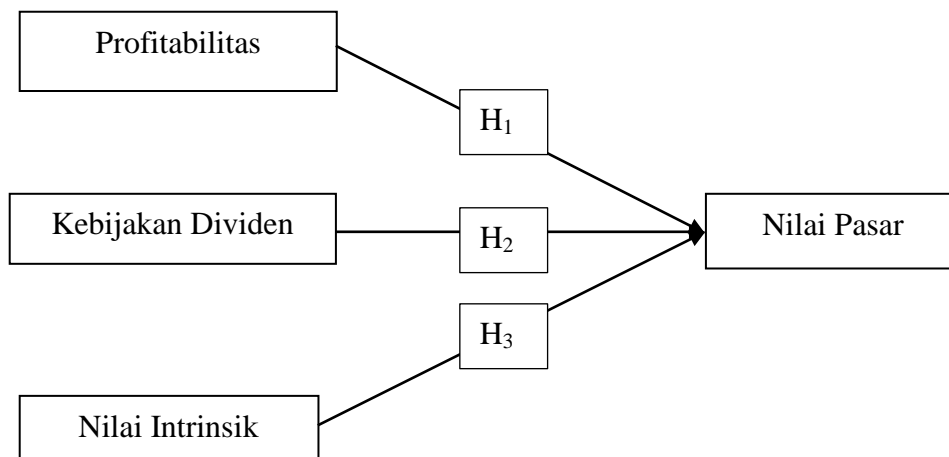 Profitabilitas
H₁
Kebijakan Dividen
H₂
Nilai Pasar
H₃
Nilai Intrinsik